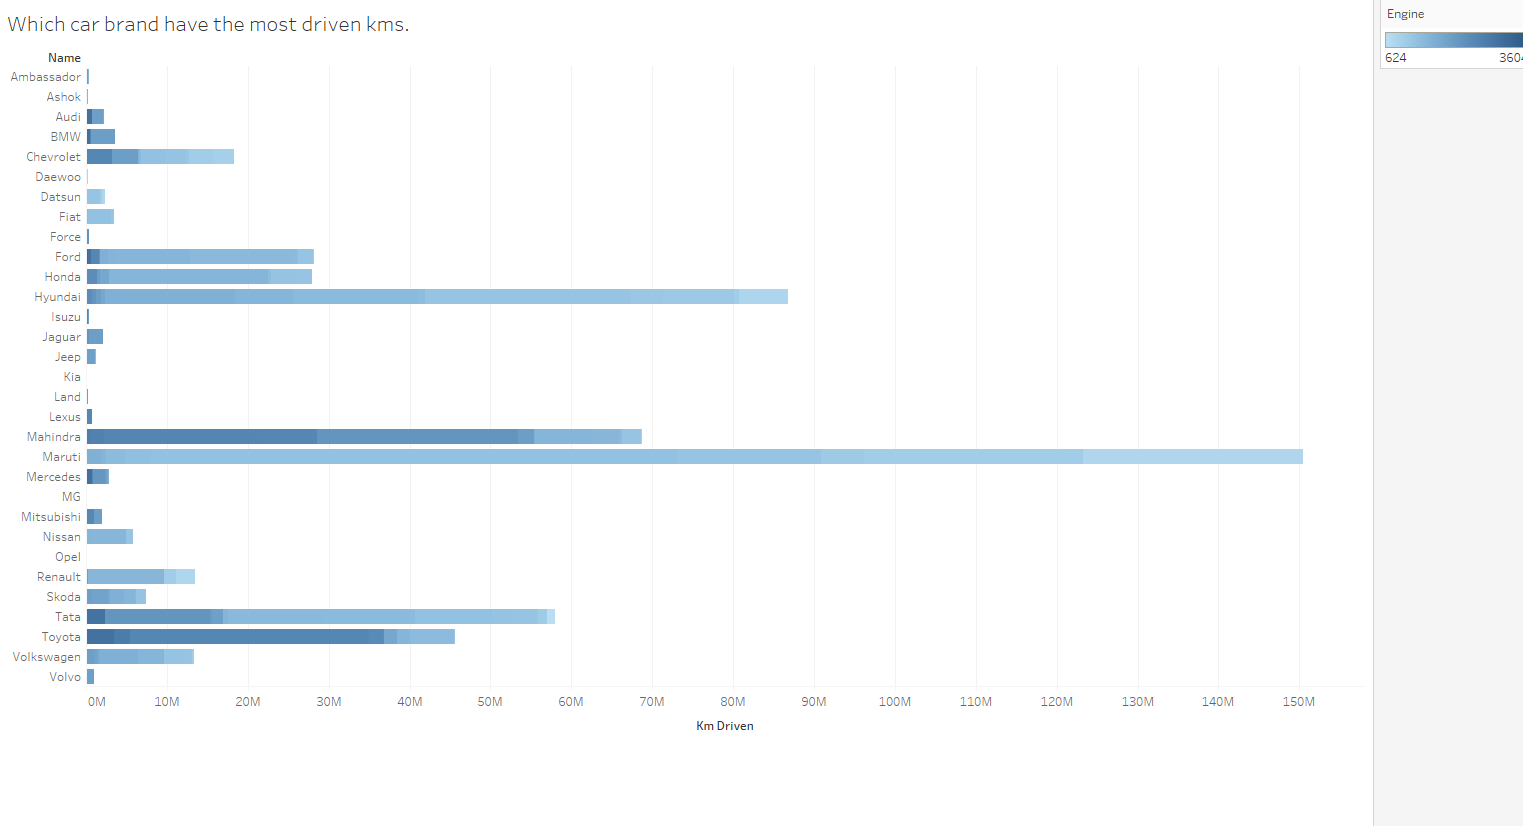 Which car brand have the most driven kms.
Engine
624
360
Name
Ambassador
Ashok
Audi
BMW
Chevrolet
Daewoo
Datsun
Fiat
Force
Ford
Honda
Hyundai
Isuzu
Jaguar
Jeep
Kia
Land
Lexus
Mahindra
Maruti
Mercedes
MG
Mitsubishi
Nissan
Opel
Renault
Skoda
Tata
Toyota
Volkswagen
Volvo
0M 10M 20M 30M 40M 50M 60M 70M 80M 90M 100M 110M 120M 130M 140M 150M
Km Driven